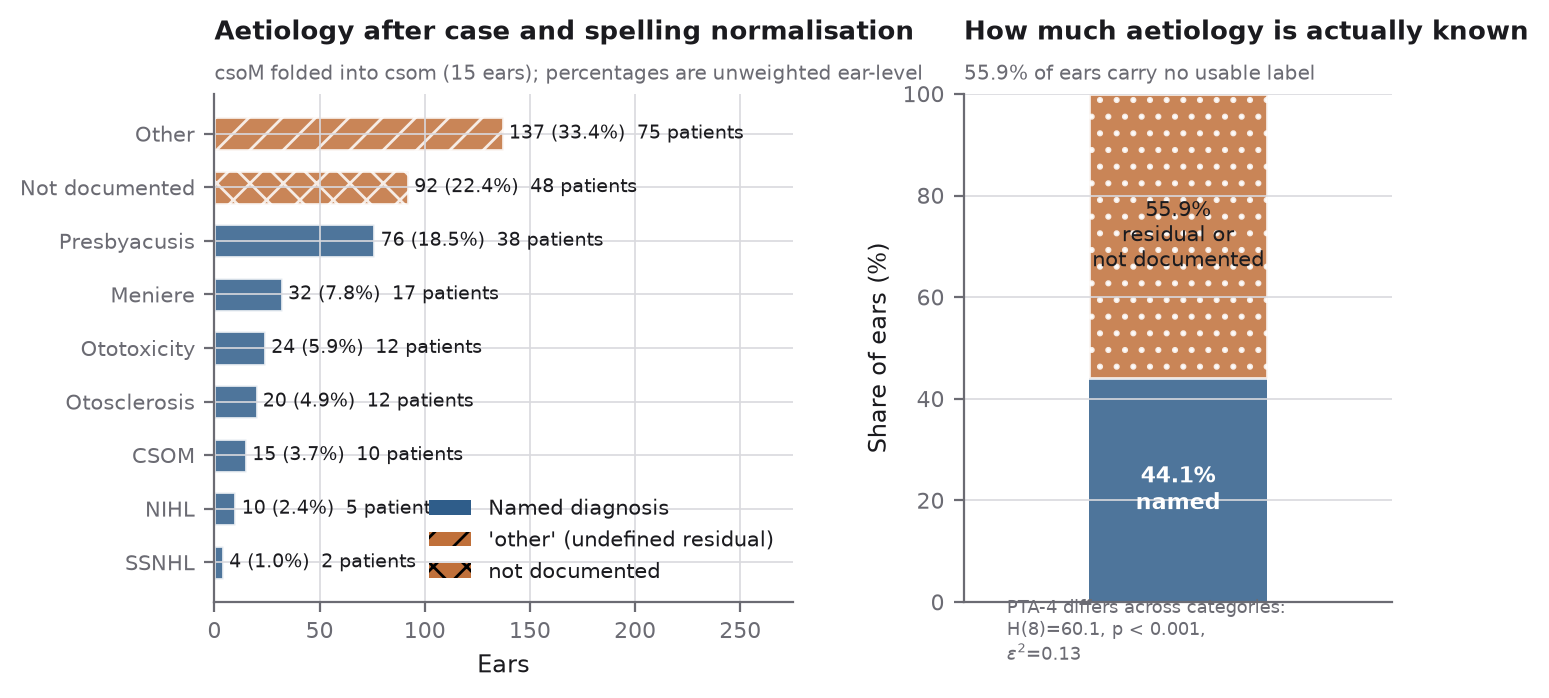 Aetiology after case and spelling normalisation
csoM folded into csom (15 ears); percentages are unweighted ear-level
Other
137 (33.4%)  75 patients
Not documented
92 (22.4%)  48 patients
Presbyacusis
76 (18.5%)  38 patients
Meniere
32 (7.8%)  17 patients
Ototoxicity
24 (5.9%)  12 patients
Otosclerosis
20 (4.9%)  12 patients
CSOM
15 (3.7%)  10 patients
NIHL
10 (2.4%)  5 patient
SSNHL
4 (1.0%)  2 patients
Named diagnosis
'other' (undefined residual)
not documented
0 50 100 150 200 250
Ears
How much aetiology is actually known
55.9% of ears carry no usable label
Share of ears (%)
100
80
60
40
20
0
55.9%
residual or
not documented
44.1%
named
PTA-4 differs across categories:
H(8)=60.1, p < 0.001,
ε²=0.13